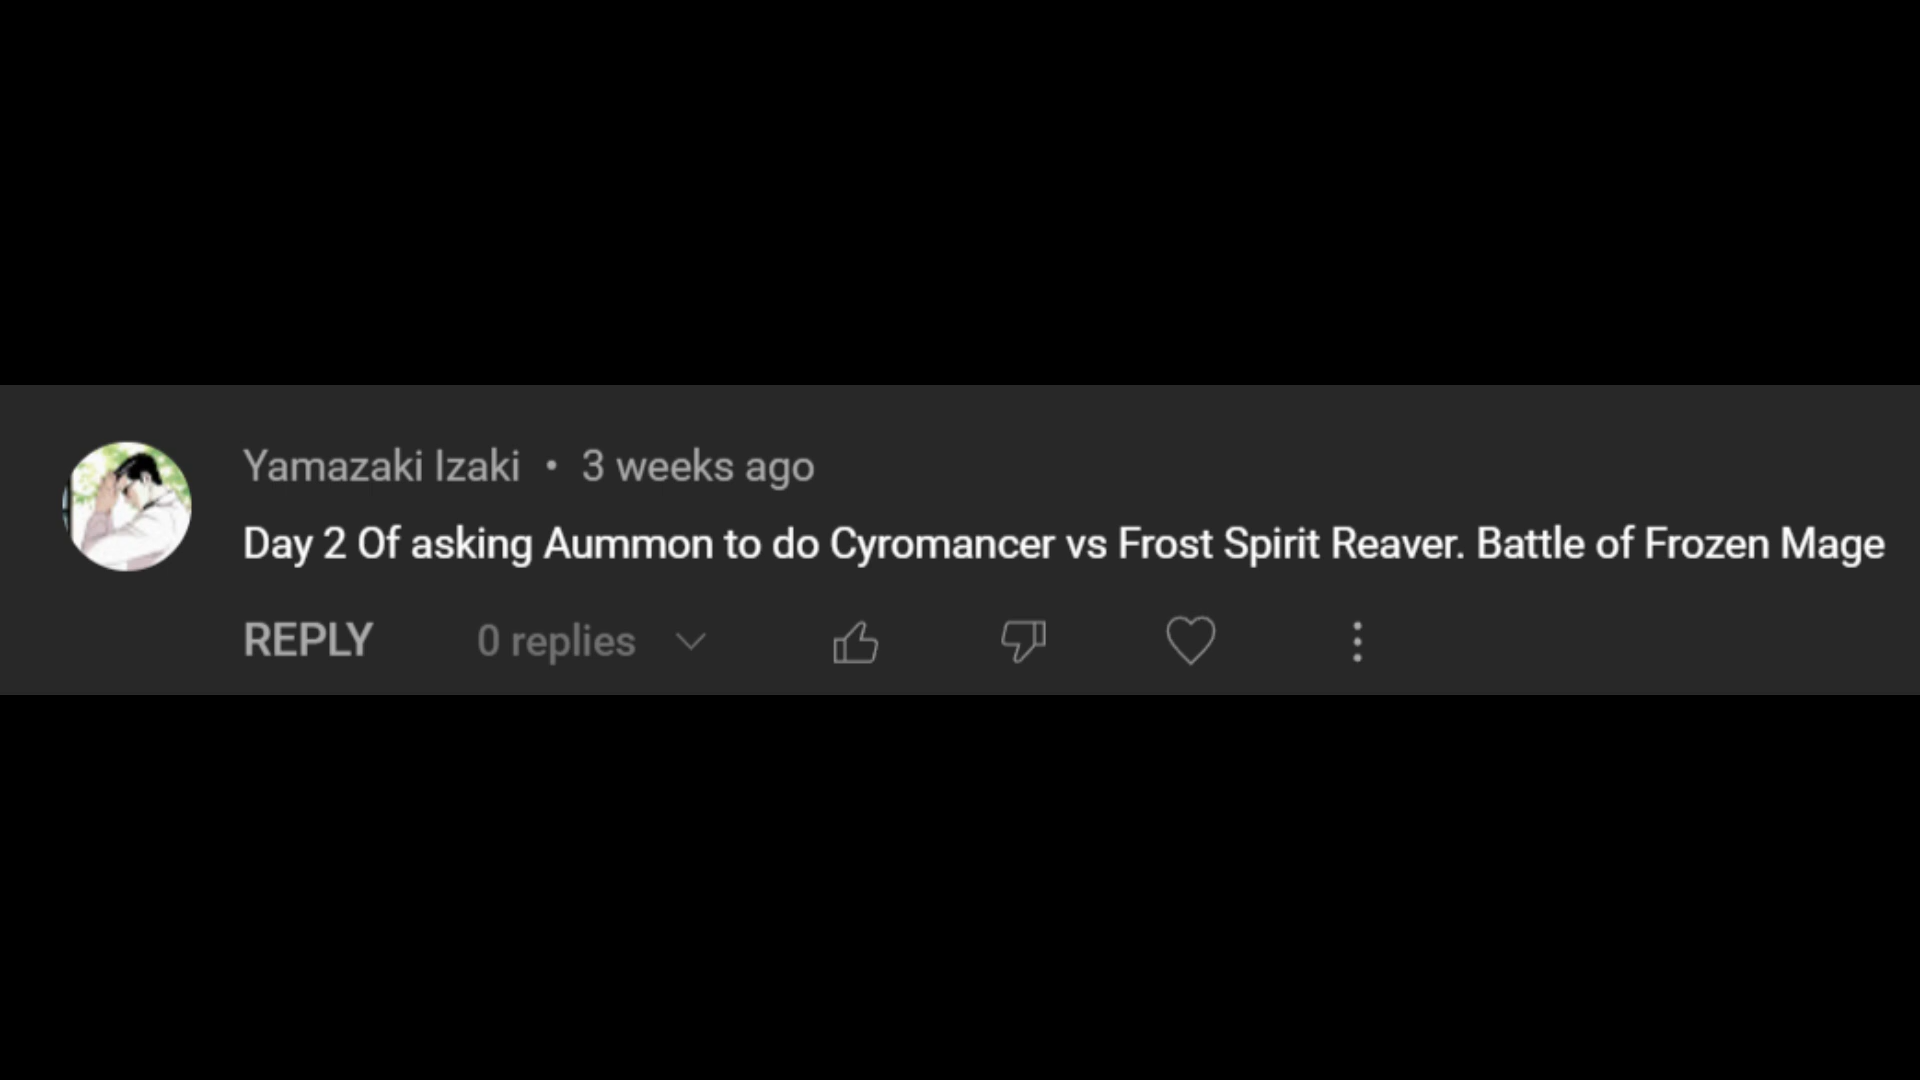 Yamazaki Izaki • 3 weeks ago
Day 2 Of asking Aummon to do Cyromancer vs Frost Spirit Reaver. Battle of Frozen Mage
REPLY 0 replies